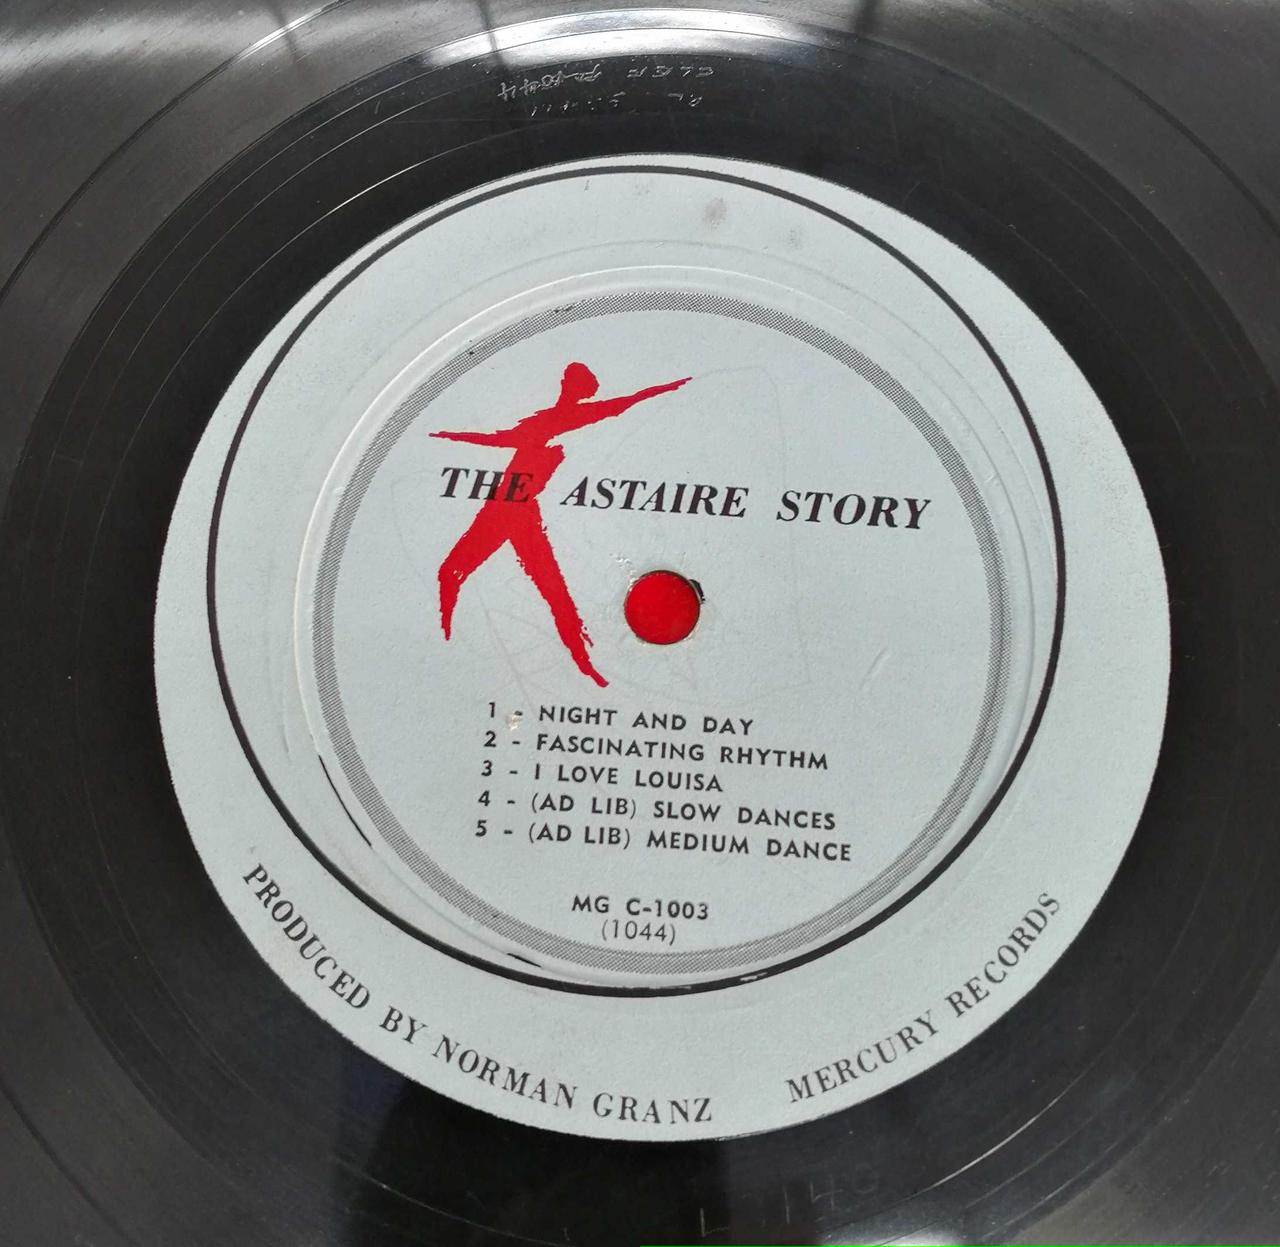 THE ASTAIRE STORY
1 - NIGHT AND DAY
2 - FASCINATING RHYTHM
3 - I LOVE LOUISA
4 - (AD LIB) SLOW DANCES
5 - (AD LIB) MEDIUM DANCE
MG C-1003
(1044)
PRODUCED BY NORMAN GRANZ
MERCURY RECORDS